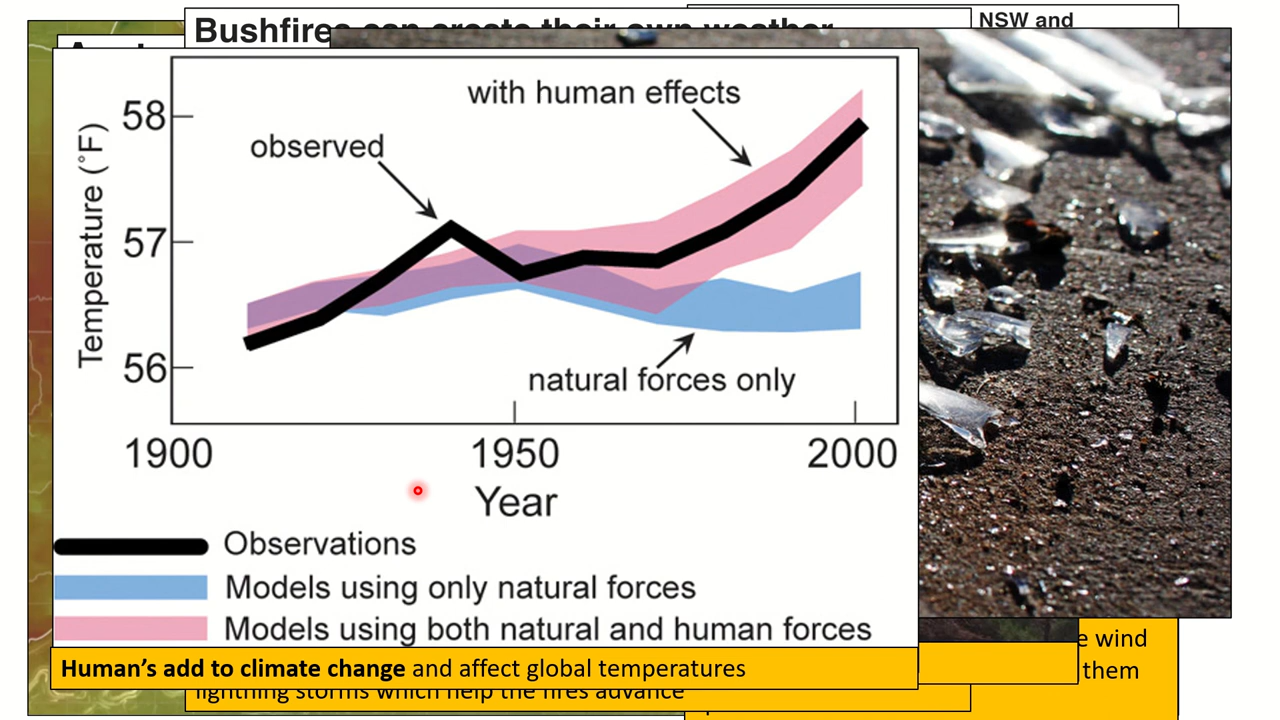 Bushfires can create their own weather
NSW and
58
57
56
Temperature (˚F)
observed
with human effects
natural forces only
1900
1950
2000
Year
Observations
Models using only natural forces
Models using both natural and human forces
Human’s add to climate change and affect global temperatures
wind
them
lightning storms which help the fires advance